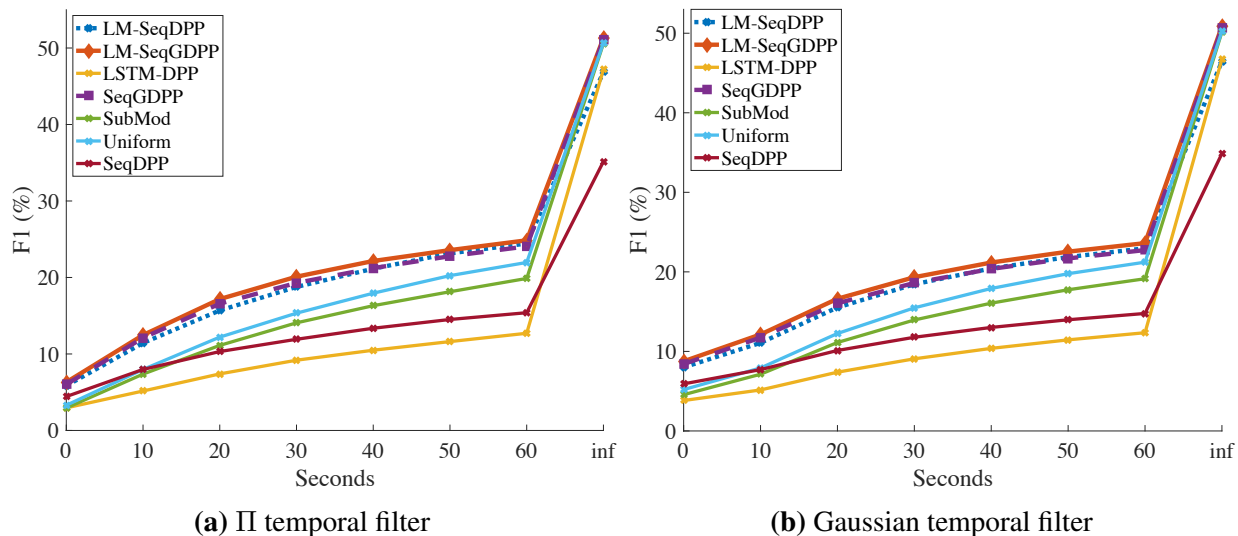 50
40
30
20
10
0
F1 (%)
LM-SeqDPP
LM-SeqGDPP
LSTM-DPP
SeqGDPP
SubMod
Uniform
SeqDPP
0 10 20 30 40 50 60 inf
Seconds
(a) Π temporal filter
50
40
30
20
10
0
F1 (%)
LM-SeqDPP
LM-SeqGDPP
LSTM-DPP
SeqGDPP
SubMod
Uniform
SeqDPP
0 10 20 30 40 50 60 inf
Seconds
(b) Gaussian temporal filter